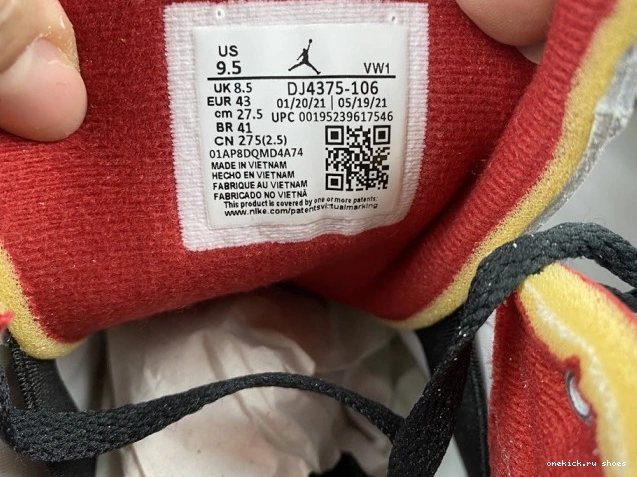 US
9.5
VW1
UK 8.5
DJ4375-106
EUR 43
01/20/21 | 05/19/21
cm 27.5
UPC 00195239617546
BR 41
CN 275(2.5)
01AP8DQMD4A74
MADE IN VIETNAM
HECHO EN VIETNAM
FABRIQUE AU VIETNAM
FABRICADO NO VIETNÃ
This product is covered by one or more patents:
www.nike.com/patentsvirtualmarking
onekick.ru shoes